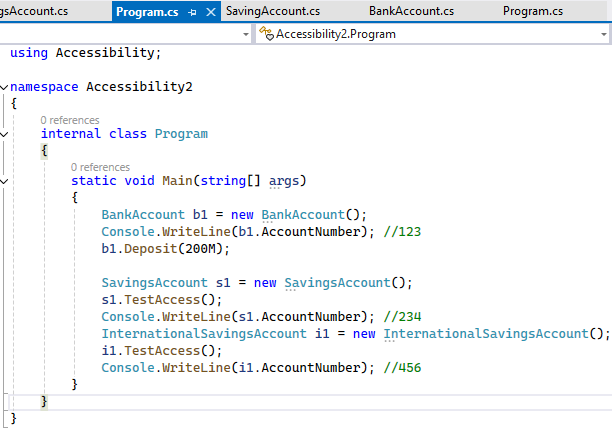 gsAccount.cs Program.cs SavingAccount.cs BankAccount.cs Program.cs
Accessibility2.Program
using Accessibility;
namespace Accessibility2
{
0 references
internal class Program
{
0 references
static void Main(string[] args)
{
BankAccount b1 = new BankAccount();
Console.WriteLine(b1.AccountNumber); //123
b1.Deposit(200M);
SavingsAccount s1 = new SavingsAccount();
s1.TestAccess();
Console.WriteLine(s1.AccountNumber); //234
InternationalSavingsAccount i1 = new InternationalSavingsAccount();
i1.TestAccess();
Console.WriteLine(i1.AccountNumber); //456
}
}
}